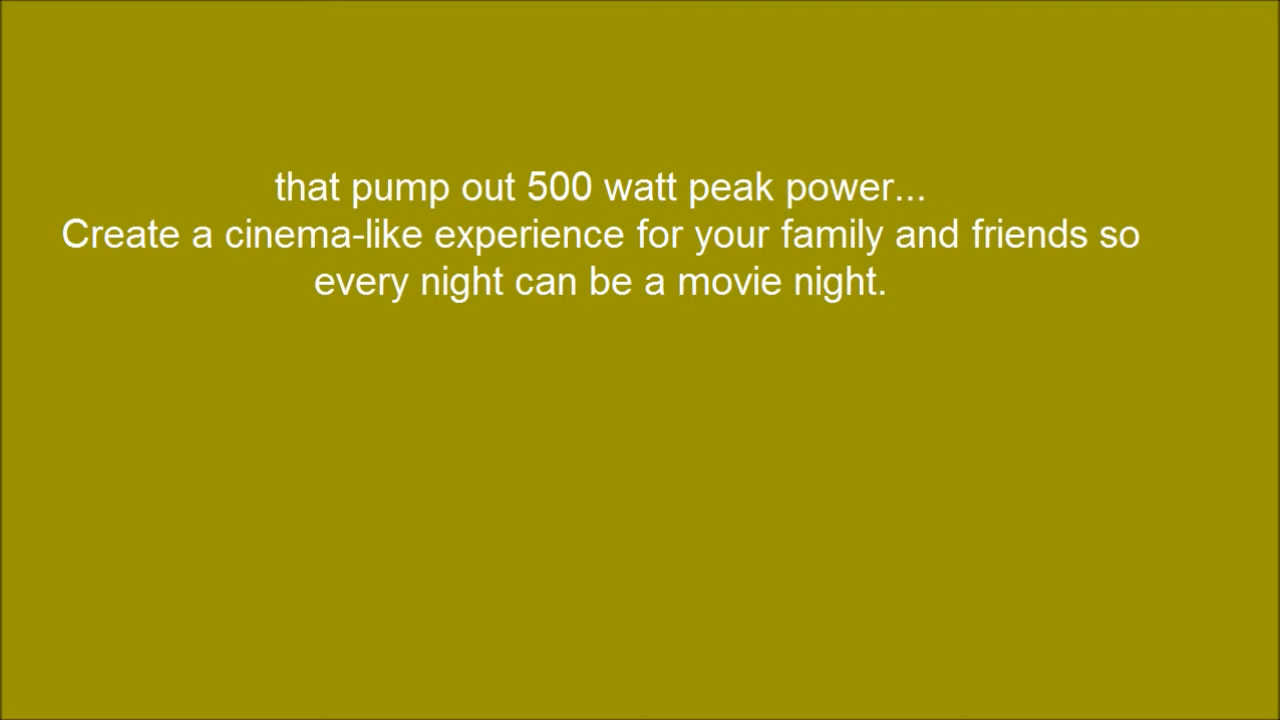 that pump out 500 watt peak power...
Create a cinema-like experience for your family and friends so
every night can be a movie night.